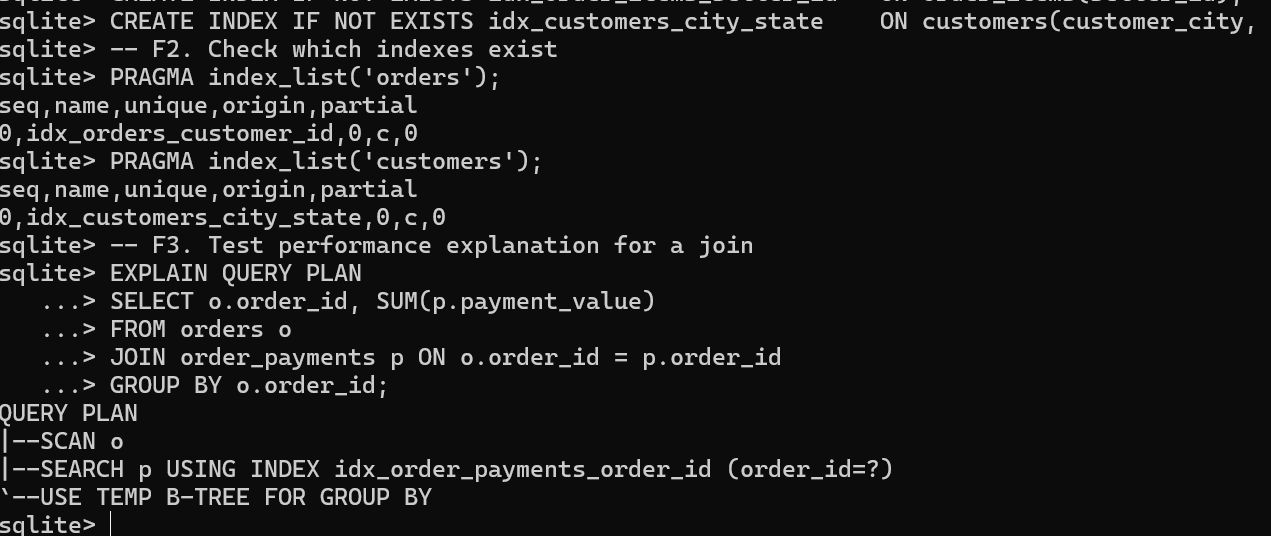 sqlite> CREATE INDEX IF NOT EXISTS idx_customers_city_state    ON customers(customer_city,
sqlite> -- F2. Check which indexes exist
sqlite> PRAGMA index_list('orders');
seq,name,unique,origin,partial
0,idx_orders_customer_id,0,c,0
sqlite> PRAGMA index_list('customers');
seq,name,unique,origin,partial
0,idx_customers_city_state,0,c,0
sqlite> -- F3. Test performance explanation for a join
sqlite> EXPLAIN QUERY PLAN
   ...> SELECT o.order_id, SUM(p.payment_value)
   ...> FROM orders o
   ...> JOIN order_payments p ON o.order_id = p.order_id
   ...> GROUP BY o.order_id;
QUERY PLAN
|--SCAN o
|--SEARCH p USING INDEX idx_order_payments_order_id (order_id=?)
`--USE TEMP B-TREE FOR GROUP BY
sqlite>